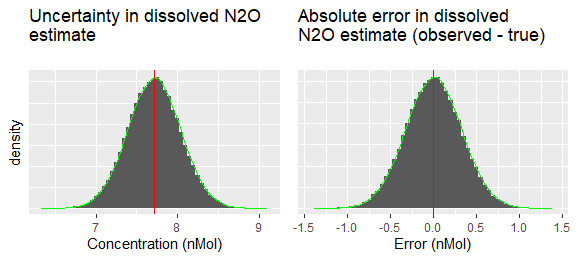 Uncertainty in dissolved N2O
estimate
Absolute error in dissolved
N2O estimate (observed - true)
density
7
8
9
Concentration (nMol)
-1.5
-1.0
-0.5
0.0
0.5
1.0
1.5
Error (nMol)